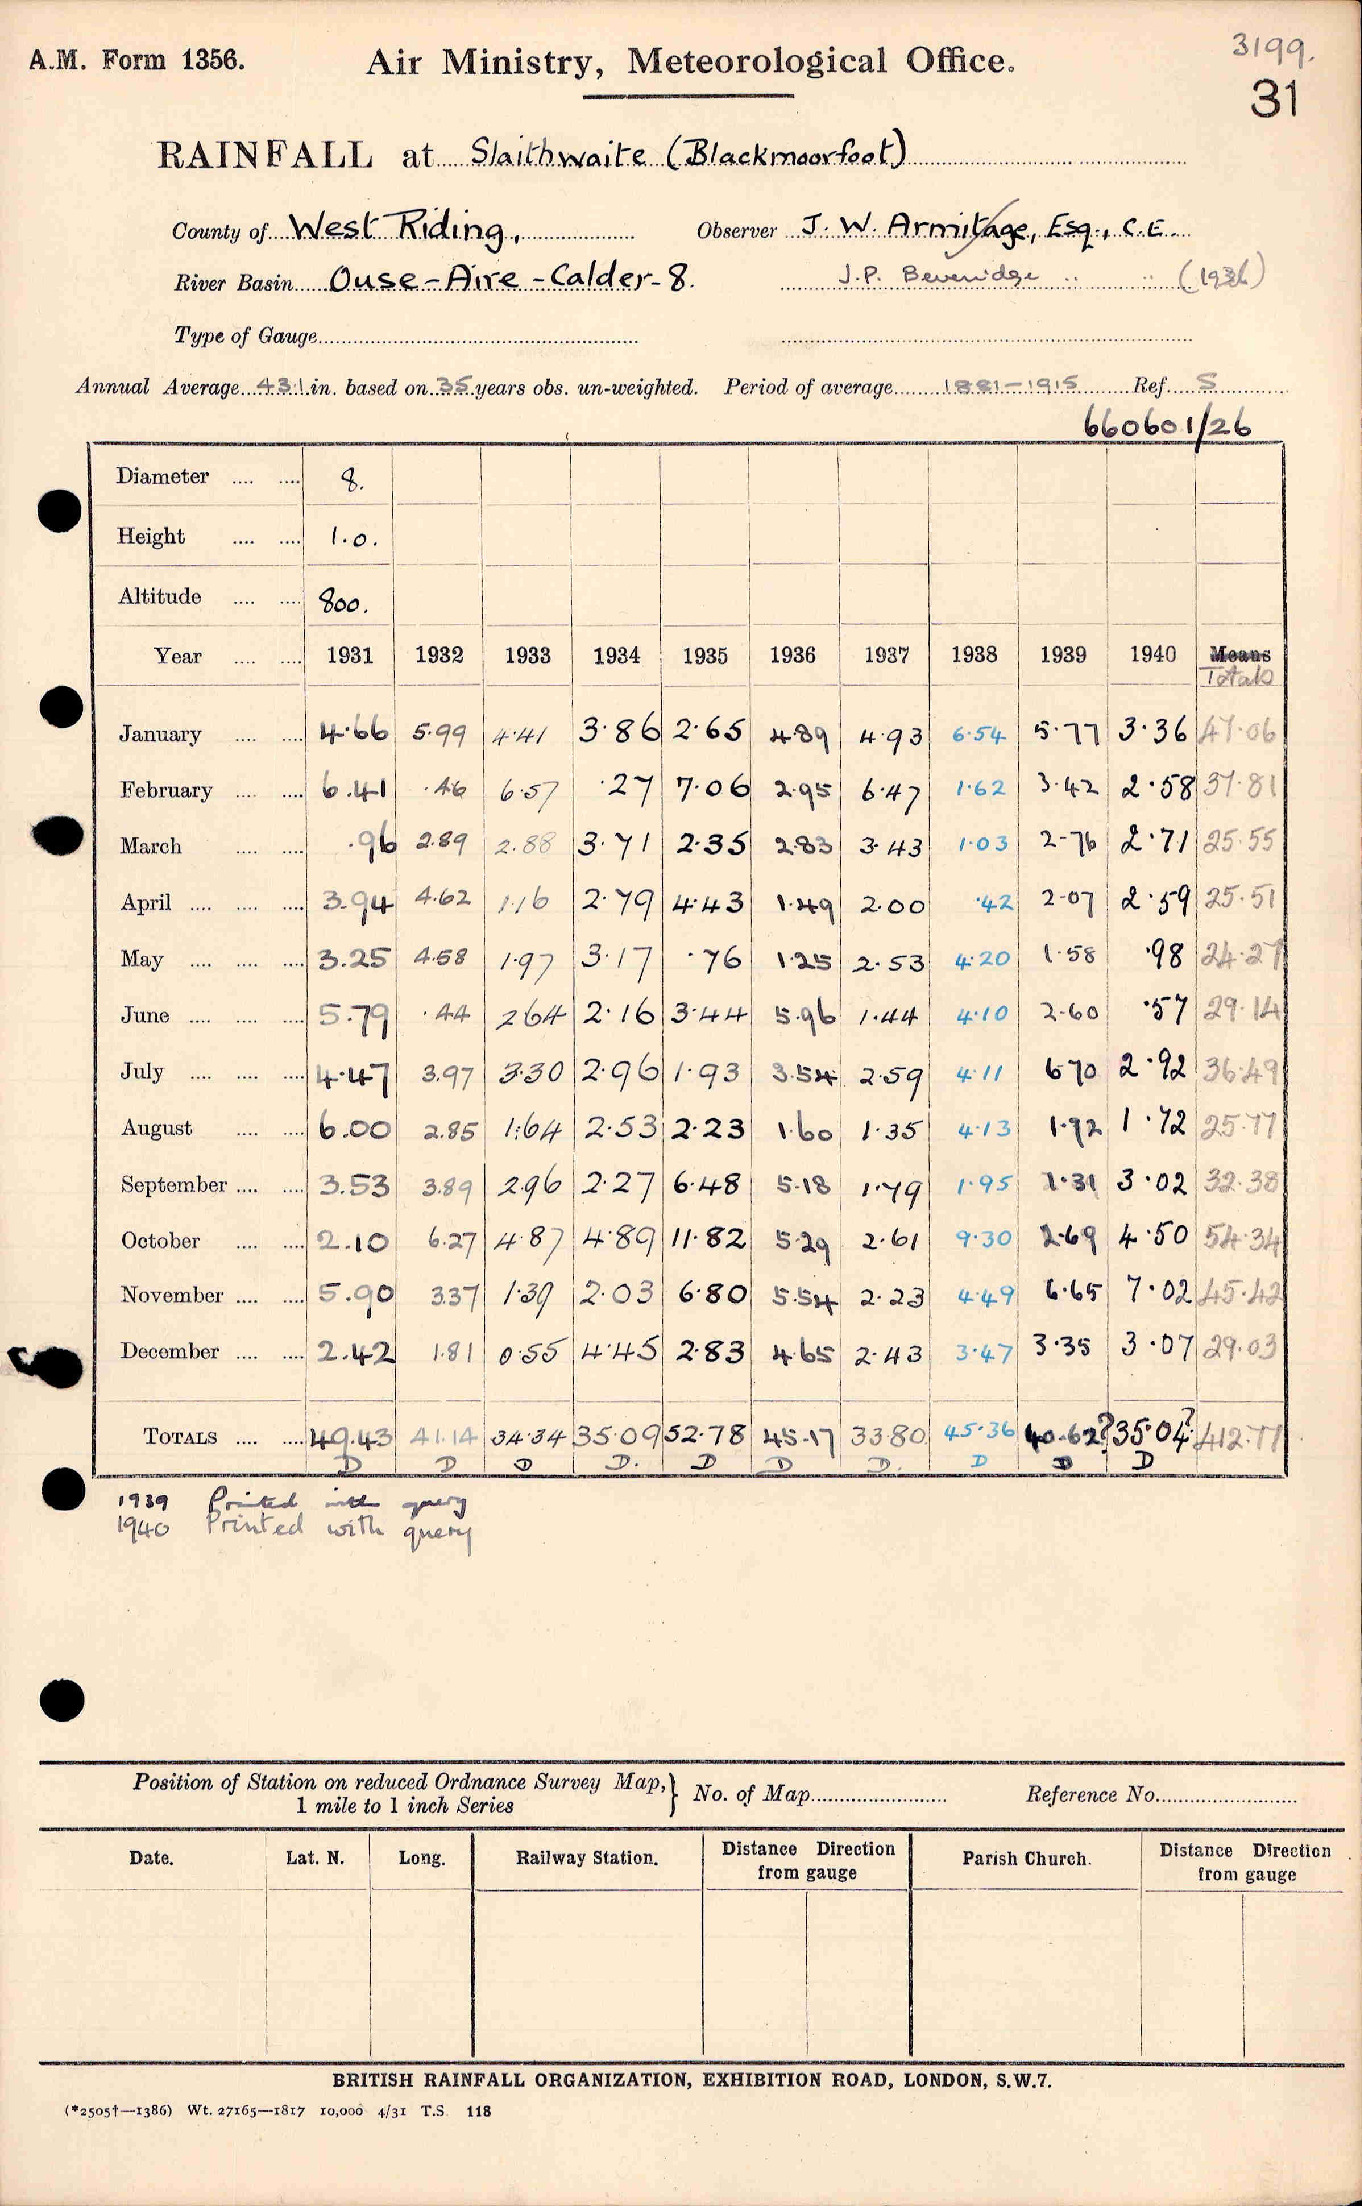 A.M. Form 1356.
Air Ministry, Meteorological Office.
3199.
31
RAINFALL at Slaithwaite (Blackmoorfoot)
County of West Riding, Observer J. W. Armitage, Esq., C.E.
River Basin Ouse-Aire-Calder-8. J.P. Beveridge .. .. (1936)
Type of Gauge
Annual Average 43.1 in. based on 35 years obs. un-weighted. Period of average 1881-1915 Ref. S
660601/26
Diameter 8.
Height 1.0.
Altitude 800.
Year 1931 1932 1933 1934 1935 1936 1937 1938 1939 1940 Means
Totals
January 4.66 5.99 4.41 3.86 2.65 4.89 4.93 6.54 5.77 3.36 47.06
February 6.41 .46 6.57 .27 7.06 2.95 6.47 1.62 3.42 2.58 37.81
March .96 2.89 2.88 3.71 2.35 2.83 3.43 1.03 2.76 2.71 25.55
April 3.94 4.62 1.16 2.79 4.43 1.49 2.00 .42 2.07 2.59 25.51
May 3.25 4.58 1.97 3.17 .76 1.25 2.53 4.20 1.58 .98 24.27
June 5.79 .44 2.64 2.16 3.44 5.96 1.44 4.10 2.60 .57 29.14
July 4.47 3.97 3.30 2.96 1.93 3.54 2.59 4.11 6.70 2.92 36.49
August 6.00 2.85 1.64 2.53 2.23 1.60 1.35 4.13 1.72 1.72 25.77
September 3.53 3.89 2.96 2.27 6.48 5.18 1.79 1.95 1.31 3.02 32.38
October 2.10 6.27 4.87 4.89 11.82 5.29 2.61 9.30 2.69 4.50 54.34
November 5.90 3.37 1.39 2.03 6.80 5.54 2.23 4.49 6.65 7.02 45.42
December 2.42 1.81 0.55 4.45 2.83 4.65 2.43 3.47 3.35 3.07 29.03
TOTALS 49.43 41.14 34.34 35.09 52.78 45.17 33.80 45.36 40.62? 35.04? 412.77
D D D D. D D D. D D D
1939 Printed with query
1940 Printed with query
Position of Station on reduced Ordnance Survey Map,} No. of Map Reference No.
1 mile to 1 inch Series
Date. Lat. N. Long. Railway Station. Distance Direction from gauge Parish Church. Distance Direction from gauge
BRITISH RAINFALL ORGANIZATION, EXHIBITION ROAD, LONDON, S.W.7.
(*2505†—1386) Wt. 27165—1817 10,000 4/31 T.S. 118